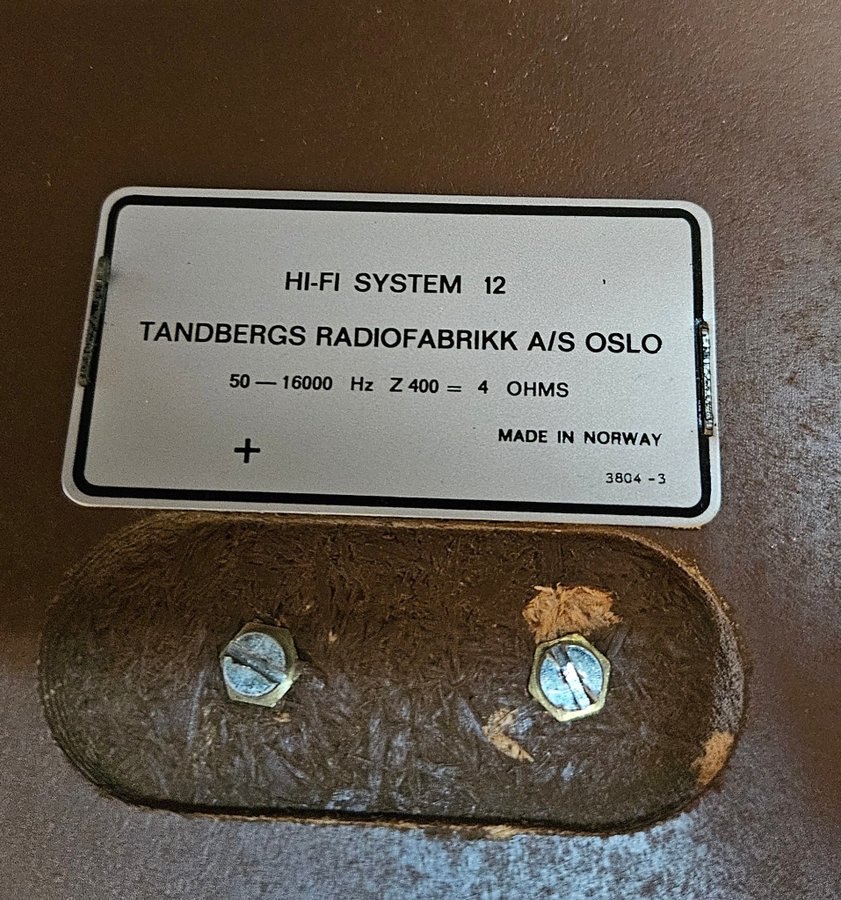 HI-FI SYSTEM 12
TANDBERGS RADIOFABRIKK A/S OSLO
50 — 16000 Hz Z 400 = 4 OHMS
+
MADE IN NORWAY
3804 - 3